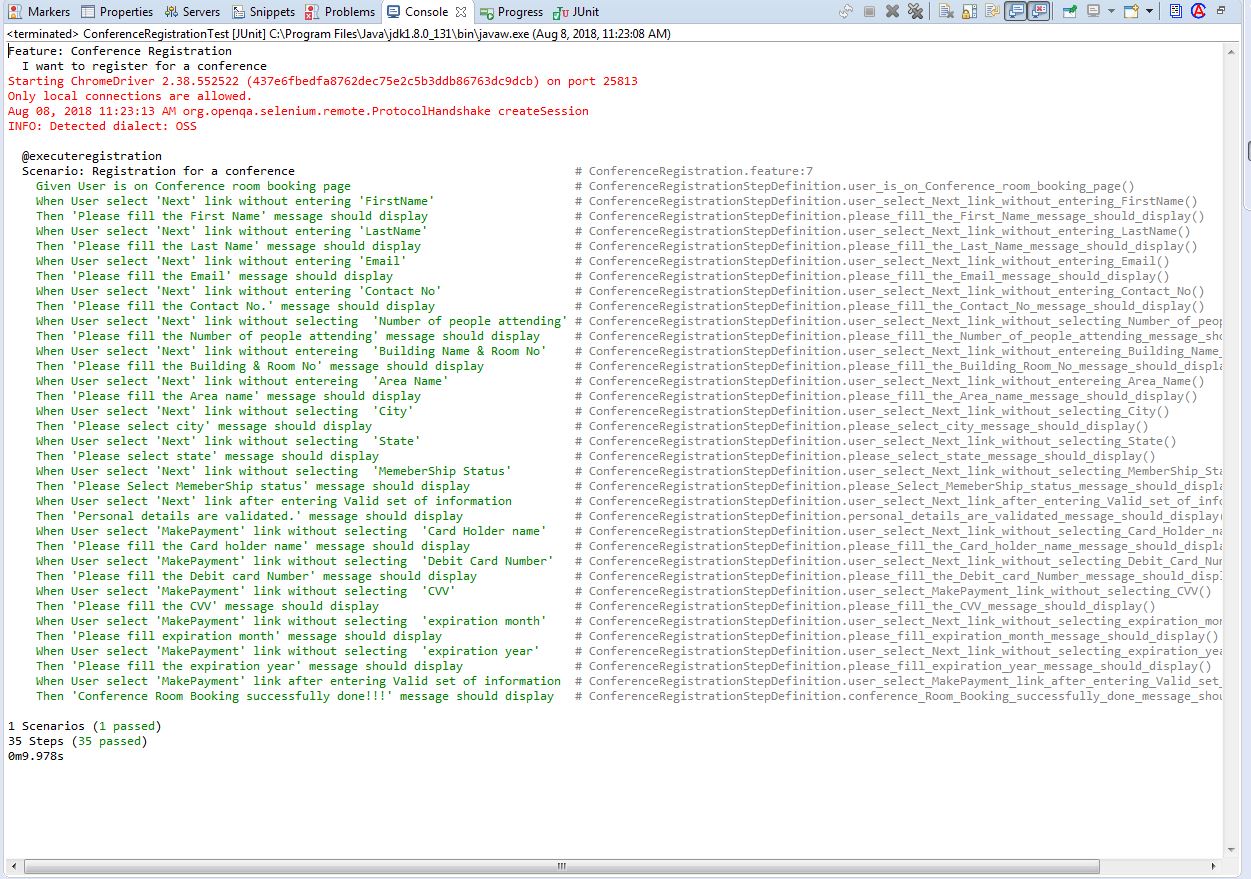 Markers Properties Servers Snippets Problems Console Progress JUnit
<terminated> ConferenceRegistrationTest [JUnit] C:\Program Files\Java\jdk1.8.0_131\bin\javaw.exe (Aug 8, 2018, 11:23:08 AM)
Feature: Conference Registration
I want to register for a conference
Starting ChromeDriver 2.38.552522 (437e6fbedfa8762dec75e2c5b3ddb86763dc9dcb) on port 25813
Only local connections are allowed.
Aug 08, 2018 11:23:13 AM org.openqa.selenium.remote.ProtocolHandshake createSession
INFO: Detected dialect: OSS
@executeregistration
Scenario: Registration for a conference # ConferenceRegistration.feature:7
Given User is on Conference room booking page # ConferenceRegistrationStepDefinition.user_is_on_Conference_room_booking_page()
When User select 'Next' link without entering 'FirstName' # ConferenceRegistrationStepDefinition.user_select_Next_link_without_entering_FirstName()
Then 'Please fill the First Name' message should display # ConferenceRegistrationStepDefinition.please_fill_the_First_Name_message_should_display()
When User select 'Next' link without entering 'LastName' # ConferenceRegistrationStepDefinition.user_select_Next_link_without_entering_LastName()
Then 'Please fill the Last Name' message should display # ConferenceRegistrationStepDefinition.please_fill_the_Last_Name_message_should_display()
When User select 'Next' link without entering 'Email' # ConferenceRegistrationStepDefinition.user_select_Next_link_without_entering_Email()
Then 'Please fill the Email' message should display # ConferenceRegistrationStepDefinition.please_fill_the_Email_message_should_display()
When User select 'Next' link without entering 'Contact No' # ConferenceRegistrationStepDefinition.user_select_Next_link_without_entering_Contact_No()
Then 'Please fill the Contact No.' message should display # ConferenceRegistrationStepDefinition.please_fill_the_Contact_No_message_should_display()
When User select 'Next' link without selecting 'Number of people attending' # ConferenceRegistrationStepDefinition.user_select_Next_link_without_selecting_Number_of_peop
Then 'Please fill the Number of people attending' message should display # ConferenceRegistrationStepDefinition.please_fill_the_Number_of_people_attending_message_sho
When User select 'Next' link without entereing 'Building Name & Room No' # ConferenceRegistrationStepDefinition.user_select_Next_link_without_entereing_Building_Name_
Then 'Please fill the Building & Room No' message should display # ConferenceRegistrationStepDefinition.please_fill_the_Building_Room_No_message_should_displa
When User select 'Next' link without entereing 'Area Name' # ConferenceRegistrationStepDefinition.user_select_Next_link_without_entereing_Area_Name()
Then 'Please fill the Area name' message should display # ConferenceRegistrationStepDefinition.please_fill_the_Area_name_message_should_display()
When User select 'Next' link without selecting 'City' # ConferenceRegistrationStepDefinition.user_select_Next_link_without_selecting_City()
Then 'Please select city' message should display # ConferenceRegistrationStepDefinition.please_select_city_message_should_display()
When User select 'Next' link without selecting 'State' # ConferenceRegistrationStepDefinition.user_select_Next_link_without_selecting_State()
Then 'Please select state' message should display # ConferenceRegistrationStepDefinition.please_select_state_message_should_display()
When User select 'Next' link without selecting 'MemeberShip Status' # ConferenceRegistrationStepDefinition.user_select_Next_link_without_selecting_MemberShip_Sta
Then 'Please Select MemeberShip status' message should display # ConferenceRegistrationStepDefinition.please_Select_MemeberShip_status_message_should_displa
When User select 'Next' link after entering Valid set of information # ConferenceRegistrationStepDefinition.user_select_Next_link_after_entering_Valid_set_of_info
Then 'Personal details are validated.' message should display # ConferenceRegistrationStepDefinition.personal_details_are_validated_message_should_display(
When User select 'MakePayment' link without selecting 'Card Holder name' # ConferenceRegistrationStepDefinition.user_select_Next_link_without_selecting_Card_Holder_na
Then 'Please fill the Card holder name' message should display # ConferenceRegistrationStepDefinition.please_fill_the_Card_holder_name_message_should_displa
When User select 'MakePayment' link without selecting 'Debit Card Number' # ConferenceRegistrationStepDefinition.user_select_Next_link_without_selecting_Debit_Card_Num
Then 'Please fill the Debit card Number' message should display # ConferenceRegistrationStepDefinition.please_fill_the_Debit_card_Number_message_should_displ
When User select 'MakePayment' link without selecting 'CVV' # ConferenceRegistrationStepDefinition.user_select_MakePayment_link_without_selecting_CVV()
Then 'Please fill the CVV' message should display # ConferenceRegistrationStepDefinition.please_fill_the_CVV_message_should_display()
When User select 'MakePayment' link without selecting 'expiration month' # ConferenceRegistrationStepDefinition.user_select_Next_link_without_selecting_expiration_mon
Then 'Please fill expiration month' message should display # ConferenceRegistrationStepDefinition.please_fill_expiration_month_message_should_display()
When User select 'MakePayment' link without selecting 'expiration year' # ConferenceRegistrationStepDefinition.user_select_Next_link_without_selecting_expiration_yea
Then 'Please fill the expiration year' message should display # ConferenceRegistrationStepDefinition.please_fill_expiration_year_message_should_display()
When User select 'MakePayment' link after entering Valid set of information # ConferenceRegistrationStepDefinition.user_select_MakePayment_link_after_entering_Valid_set_
Then 'Conference Room Booking successfully done!!!' message should display # ConferenceRegistrationStepDefinition.conference_Room_Booking_successfully_done_message_shou
1 Scenarios (1 passed)
35 Steps (35 passed)
0m9.978s